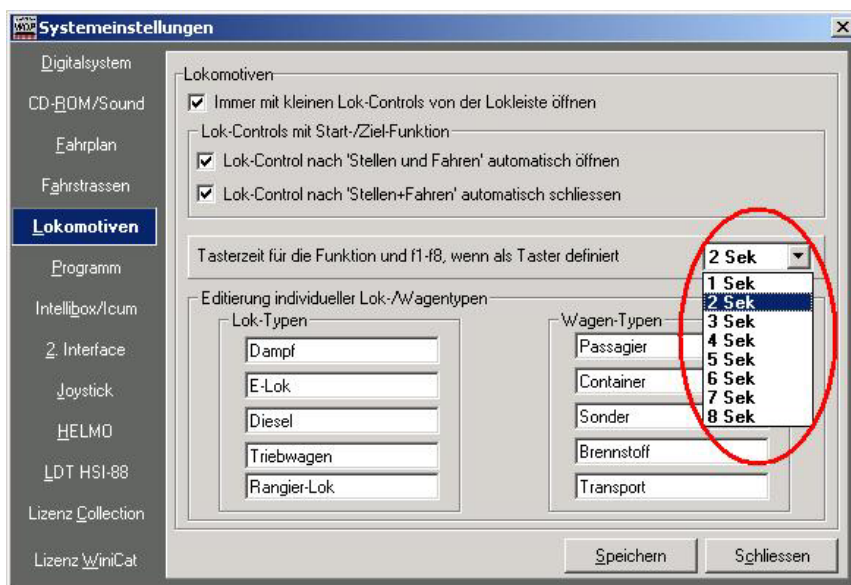 Systemeinstellungen
Digitalsystem
CD-ROM/Sound
Fahrplan
Fahrstrassen
Lokomotiven
Programm
Intellibox/Icum
2. Interface
Joystick
HELMO
LDT HSI-88
Lizenz Collection
Lizenz WiniCat
Lokomotiven
Immer mit kleinen Lok-Controls von der Lokleiste öffnen
Lok-Controls mit Start-/Ziel-Funktion
Lok-Control nach 'Stellen und Fahren' automatisch öffnen
Lok-Control nach 'Stellen+Fahren' automatisch schliessen
Tasterzeit für die Funktion und f1-f8, wenn als Taster definiert
2 Sek
1 Sek
2 Sek
3 Sek
4 Sek
5 Sek
6 Sek
7 Sek
8 Sek
Editierung individueller Lok-/Wagentypen
Lok-Typen
Dampf
E-Lok
Diesel
Triebwagen
Rangier-Lok
Wagen-Typen
Passagier
Container
Sonder
Brennstoff
Transport
Speichern
Schliessen